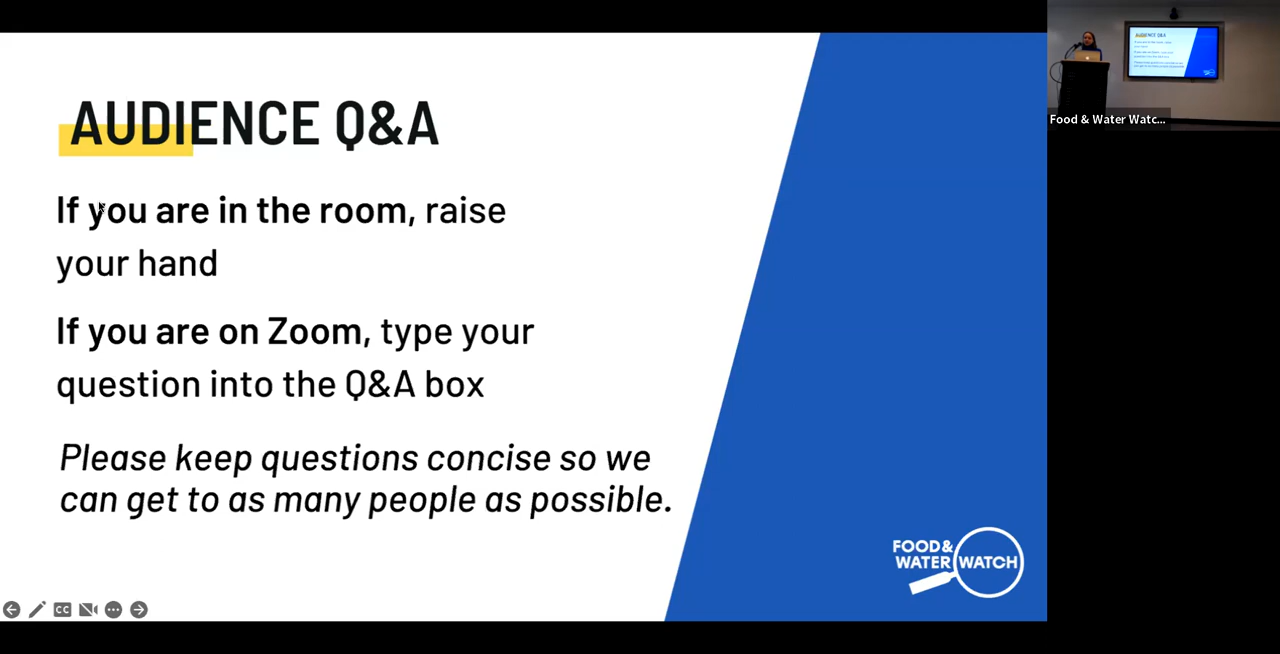 AUDIENCE Q&A
If you are in the room, raise
your hand
If you are on Zoom, type your
question into the Q&A box
Please keep questions concise so we
can get to as many people as possible.
FOOD &
WATER WATCH
CC
Food & Water Watc...
AUDIENCE Q&A